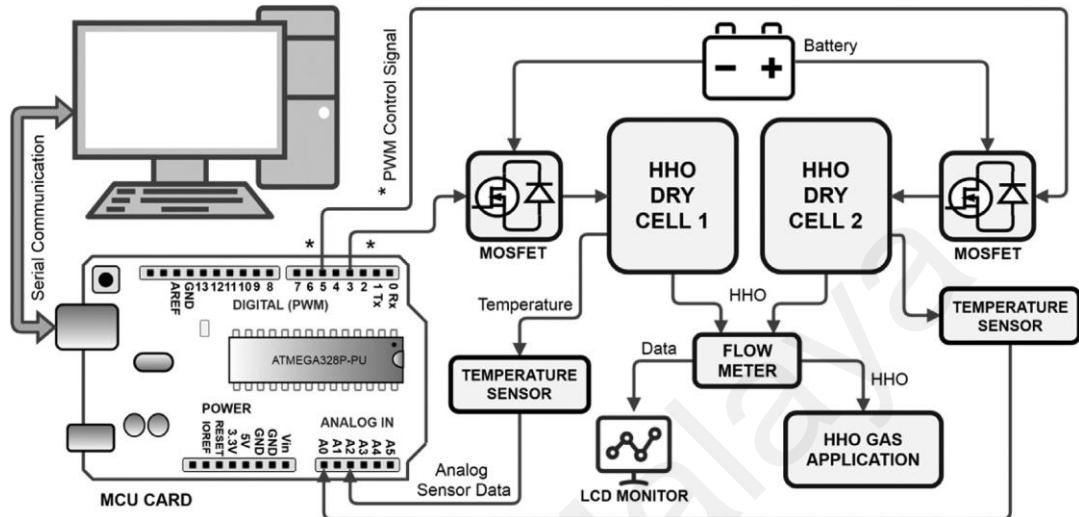 Serial Communication
* PWM Control Signal
Battery
HHO
DRY
CELL 1
HHO
DRY
CELL 2
MOSFET
MOSFET
*
*
7
6
5
4
3
2
1 Tx
0 Rx
AREF
GND
13
12
11
10
9
8
DIGITAL (PWM)
ATMEGA328P-PU
POWER
IOREF
RESET
3.3V
5V
GND
GND
Vin
ANALOG IN
A0
A1
A2
A3
A4
A5
MCU CARD
Temperature
TEMPERATURE
SENSOR
Analog
Sensor Data
HHO
FLOW
METER
Data
HHO
LCD MONITOR
HHO GAS
APPLICATION
TEMPERATURE
SENSOR
alaya